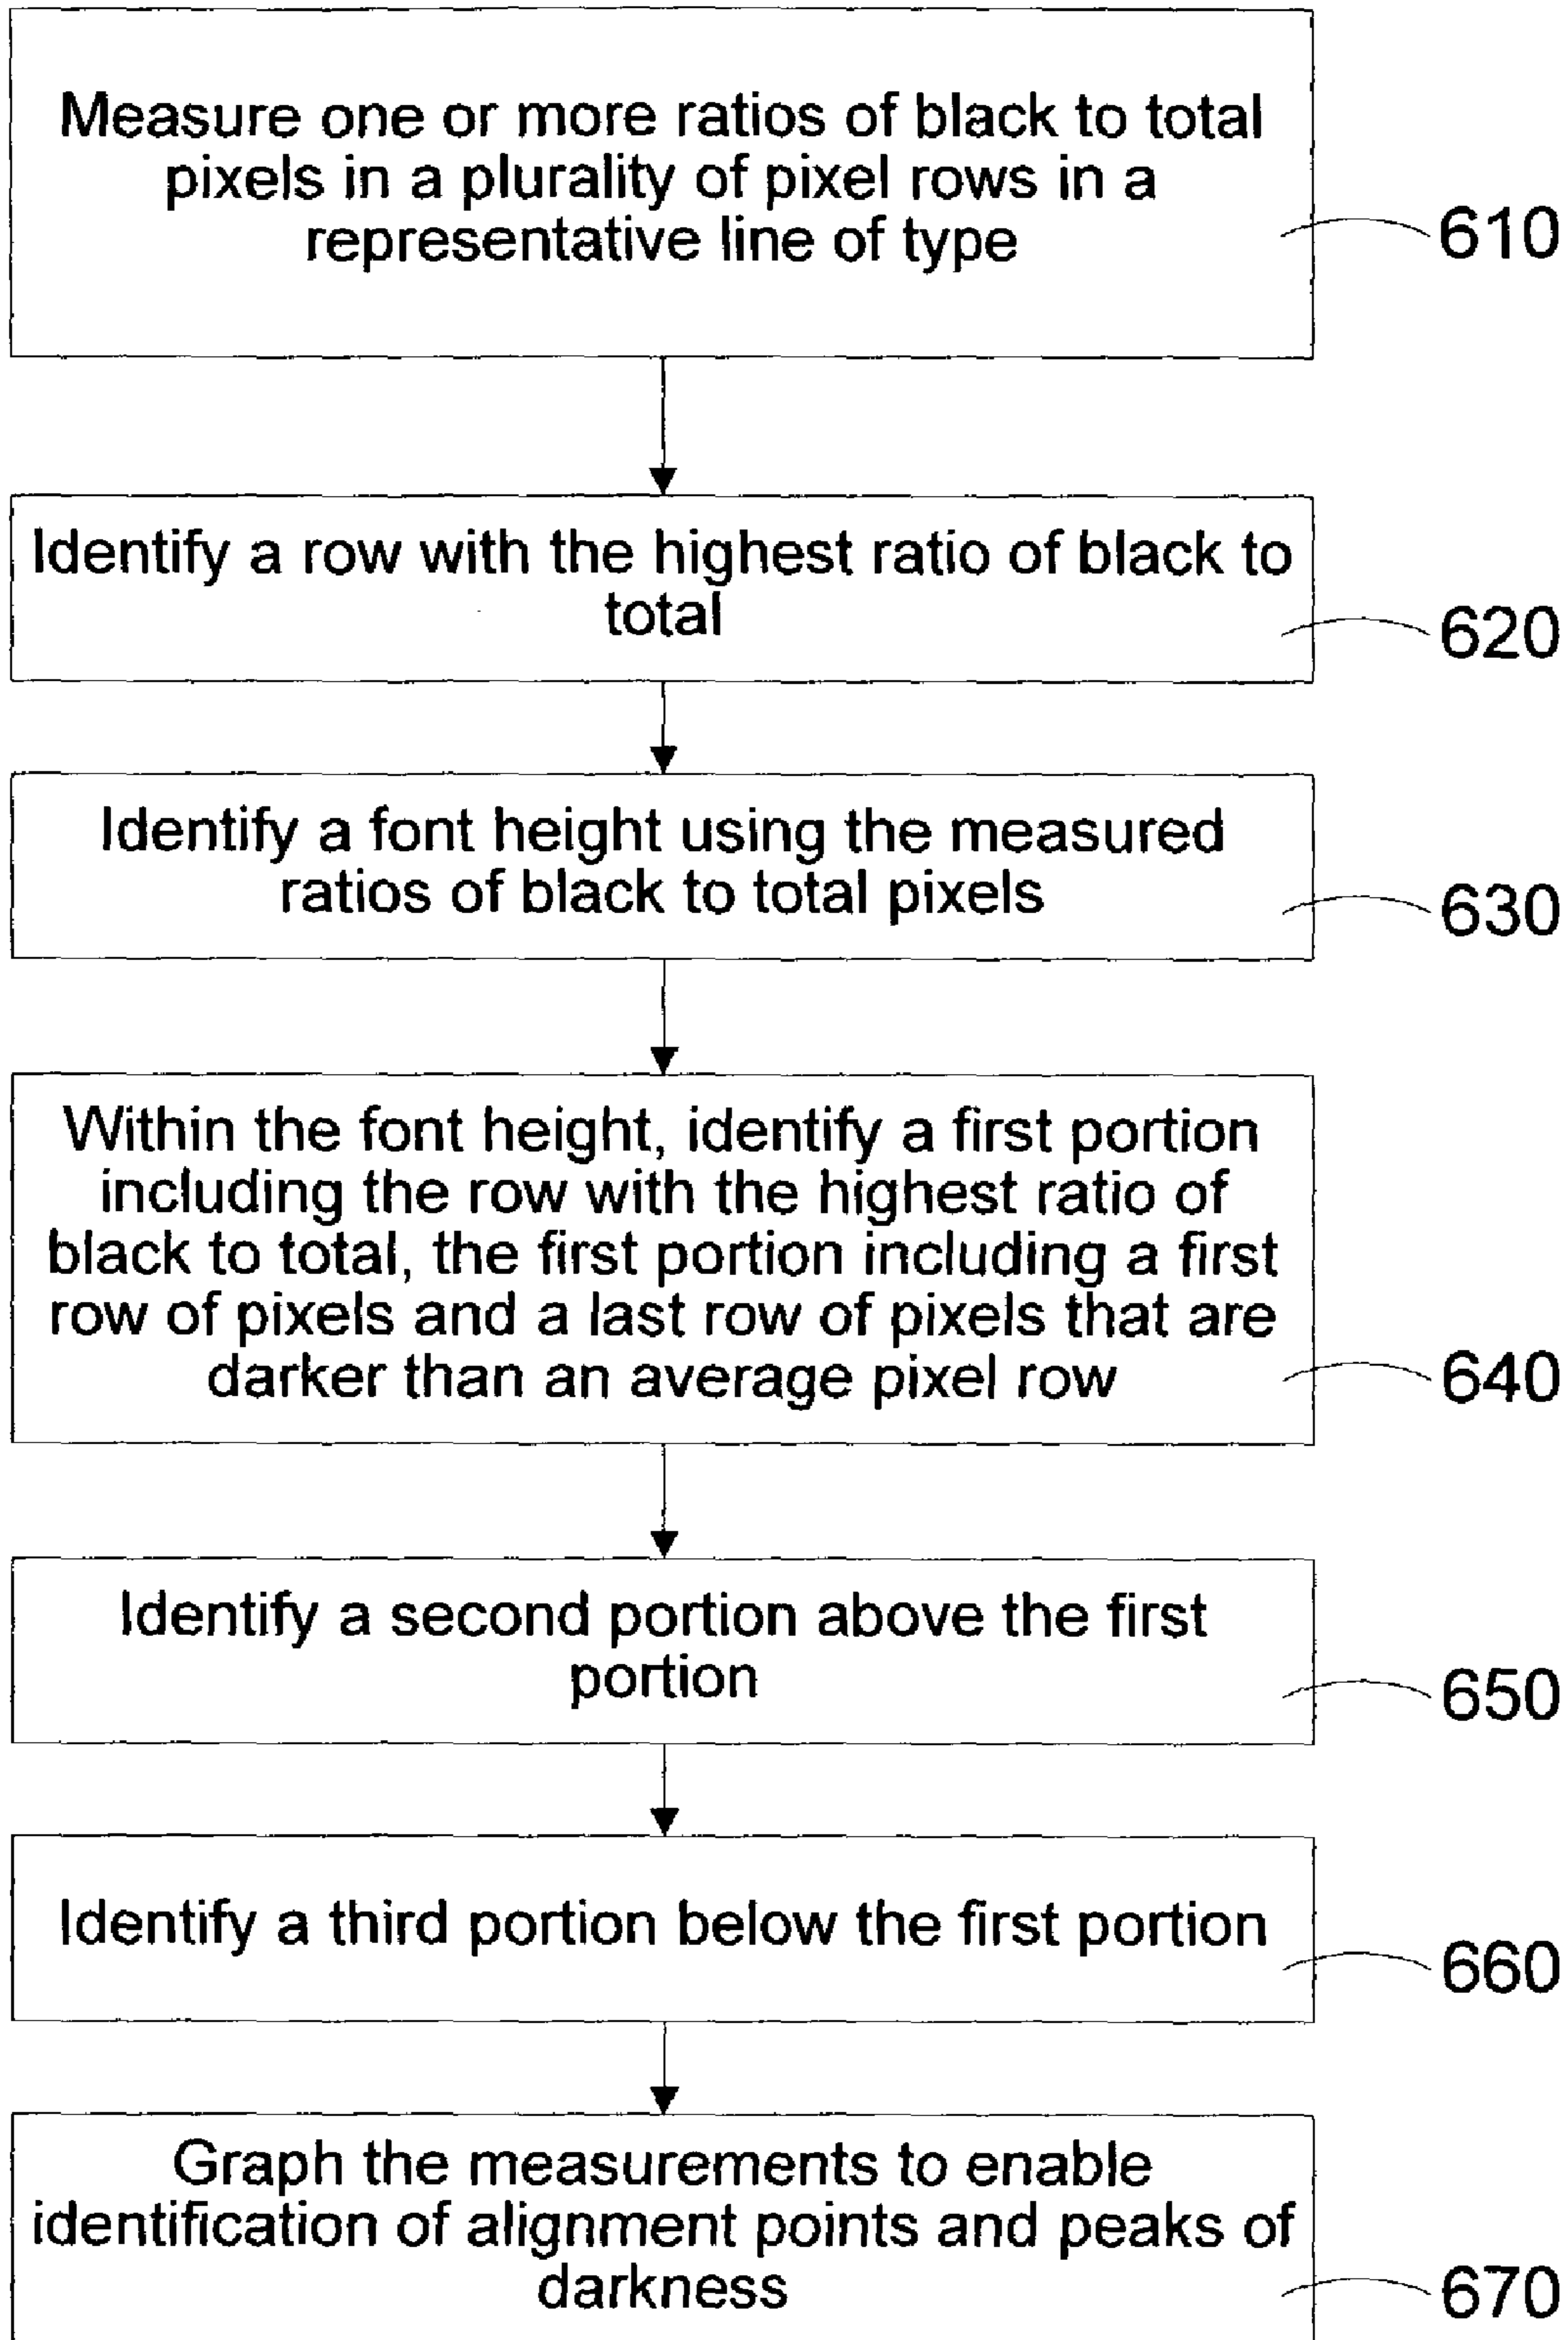 Measure one or more ratios of black to total
pixels in a plurality of pixel rows in a
representative line of type
610
Identify a row with the highest ratio of black to
total
620
Identify a font height using the measured
ratios of black to total pixels
630
Within the font height, identify a first portion
including the row with the highest ratio of
black to total, the first portion including a first
row of pixels and a last row of pixels that are
darker than an average pixel row
640
Identify a second portion above the first
portion
650
Identify a third portion below the first portion
660
Graph the measurements to enable
identification of alignment points and peaks of
darkness
670